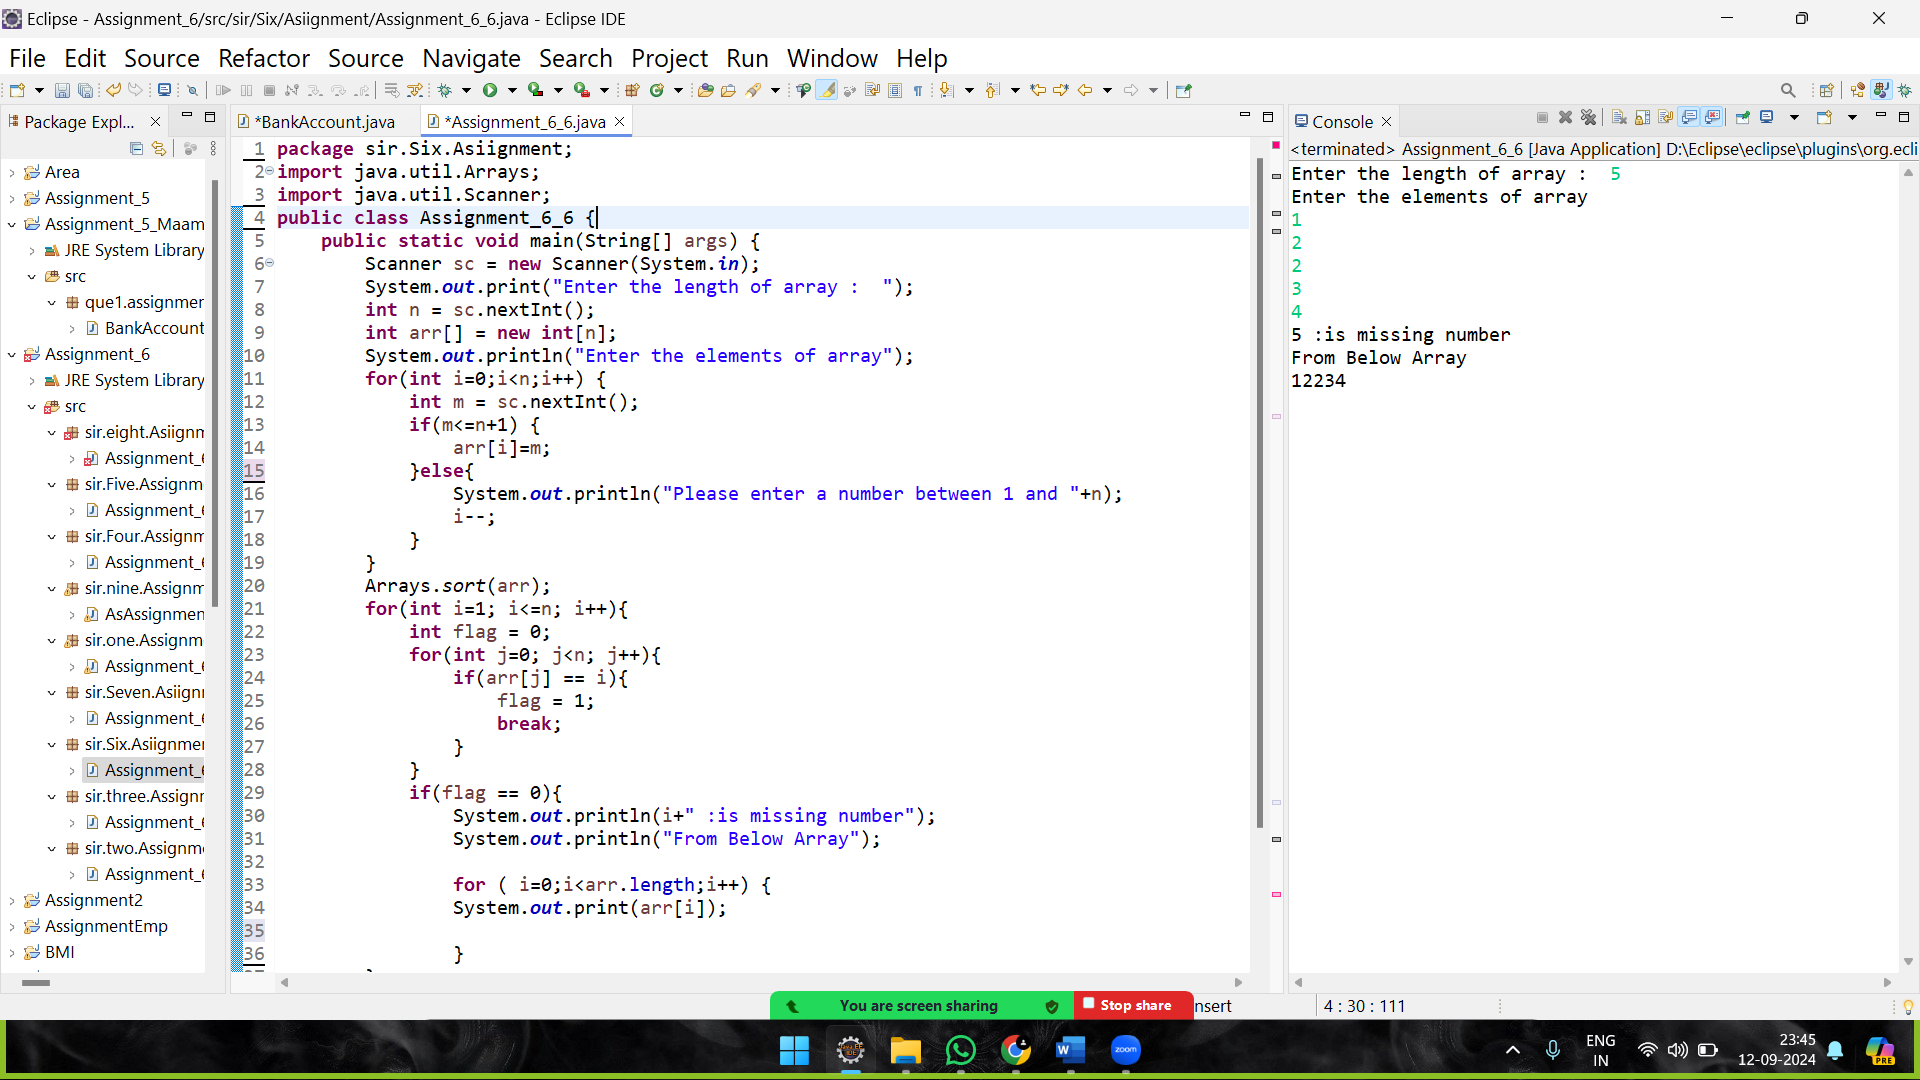 Eclipse - Assignment_6/src/sir/Six/Asiignment/Assignment_6_6.java - Eclipse IDE
File Edit Source Refactor Source Navigate Search Project Run Window Help
Package Expl...
*BankAccount.java
*Assignment_6_6.java
Console
Area
Assignment_5
Assignment_5_Maam
JRE System Library
src
que1.assignmer
BankAccount
Assignment_6
JRE System Library
src
sir.eight.Asiignm
Assignment_6
sir.Five.Assignm
Assignment_6
sir.Four.Assignm
Assignment_6
sir.nine.Assignm
AsAssignmen
sir.one.Assignm
Assignment_6
sir.Seven.Asiignr
Assignment_6
sir.Six.Asiignmer
Assignment_6
sir.three.Assignr
Assignment_6
sir.two.Assignme
Assignment_6
Assignment2
AssignmentEmp
BMI
1 package sir.Six.Asiignment;
2 import java.util.Arrays;
3 import java.util.Scanner;
4 public class Assignment_6_6 {
5     public static void main(String[] args) {
6         Scanner sc = new Scanner(System.in);
7         System.out.print("Enter the length of array :  ");
8         int n = sc.nextInt();
9         int arr[] = new int[n];
10         System.out.println("Enter the elements of array");
11         for(int i=0;i<n;i++) {
12             int m = sc.nextInt();
13             if(m<=n+1) {
14                 arr[i]=m;
15             }else{
16                 System.out.println("Please enter a number between 1 and "+n);
17                 i--;
18             }
19         }
20         Arrays.sort(arr);
21         for(int i=1; i<=n; i++){
22             int flag = 0;
23             for(int j=0; j<n; j++){
24                 if(arr[j] == i){
25                     flag = 1;
26                     break;
27                 }
28             }
29             if(flag == 0){
30                 System.out.println(i+" :is missing number");
31                 System.out.println("From Below Array");
32
33                 for ( i=0;i<arr.length;i++) {
34                 System.out.print(arr[i]);
35
36                 }
<terminated> Assignment_6_6 [Java Application] D:\Eclipse\eclipse\plugins\org.ecli
Enter the length of array :  5
Enter the elements of array
1
2
2
3
4
5 :is missing number
From Below Array
12234
You are screen sharing
Stop share
nsert
4 : 30 : 111
W
zoom
ENG
IN
23:45
12-09-2024
PRE